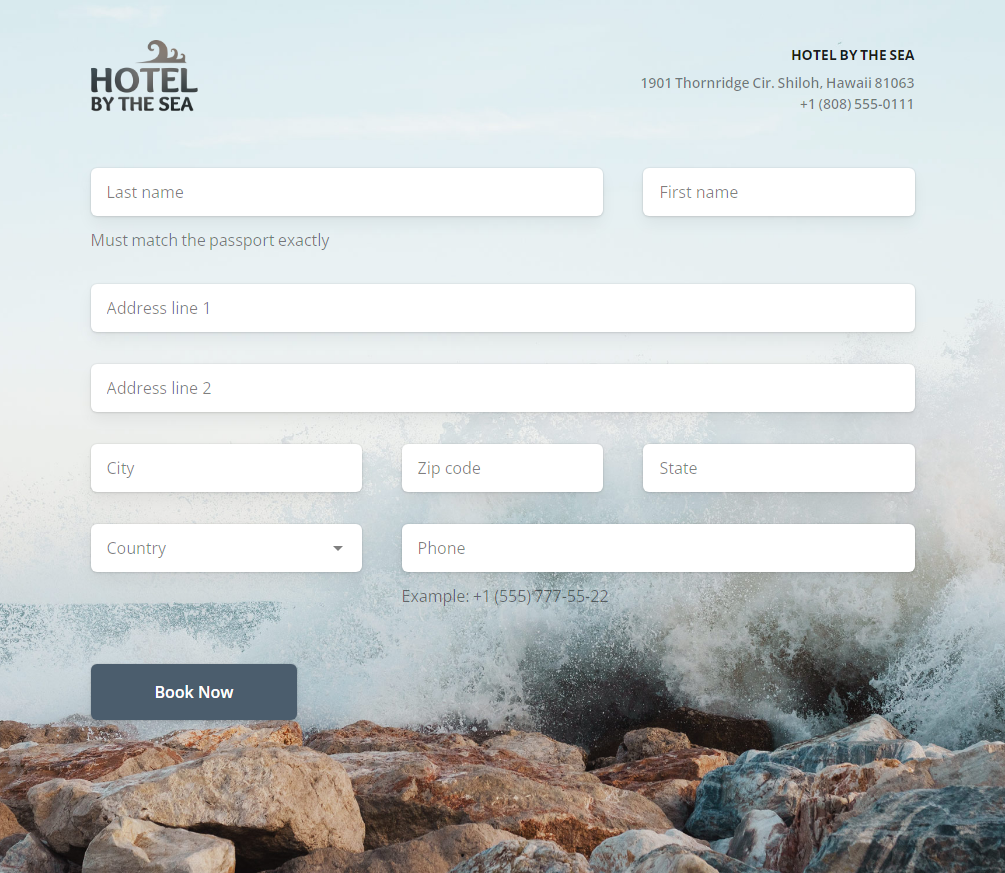 HOTEL
BY THE SEA
HOTEL BY THE SEA
1901 Thornridge Cir. Shiloh, Hawaii 81063
+1 (808) 555-0111
Last name
First name
Must match the passport exactly
Address line 1
Address line 2
City
Zip code
State
Country
Phone
Example: +1 (555) 777-55-22
Book Now